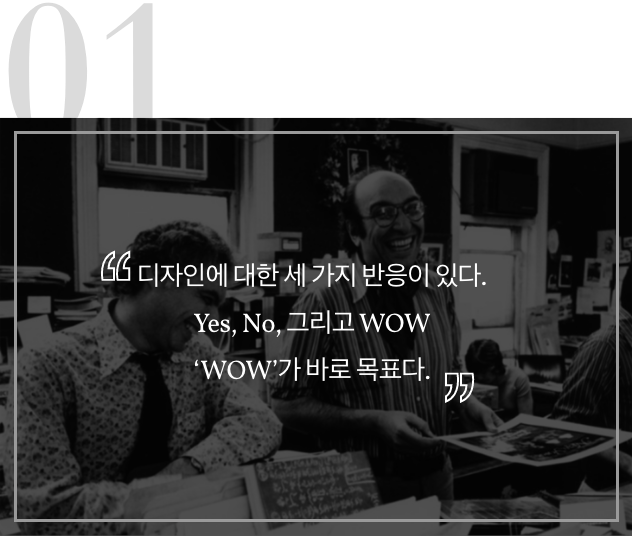 01
“ 디자인에 대한 세 가지 반응이 있다.
Yes, No, 그리고 WOW
‘WOW’가 바로 목표다. ”